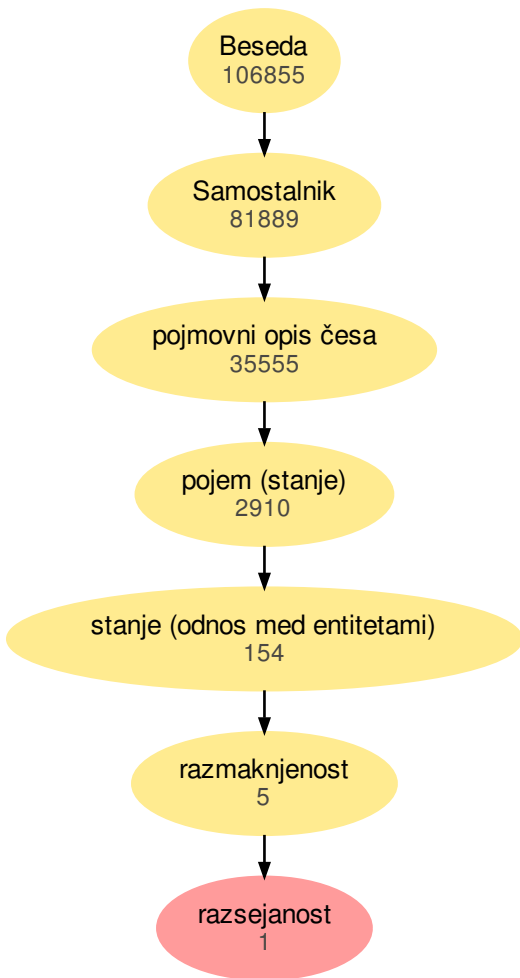 Beseda
106855
Samostalnik
81889
pojmovni opis česa
35555
pojem (stanje)
2910
stanje (odnos med entitetami)
154
razmaknjenost
5
razsejanost
1